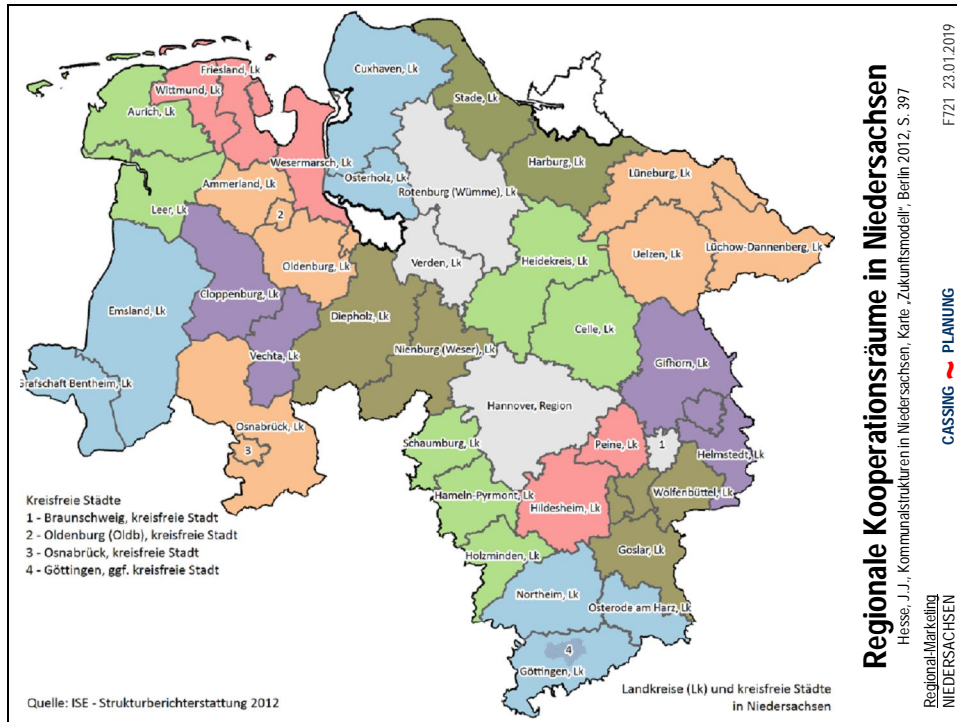 Friesland, Lk
Wittmund, Lk
Aurich, Lk
Cuxhaven, Lk
Stade, Lk
Wesermarsch, Lk
Harburg, Lk
Osterholz, Lk
Lüneburg, Lk
Ammerland, Lk
Rotenburg (Wümme), Lk
Leer, Lk
2
Lüchow-Dannenberg, Lk
Uelzen, Lk
Oldenburg, Lk
Verden, Lk
Heidekreis, Lk
Cloppenburg, Lk
Emsland, Lk
Diepholz, Lk
Celle, Lk
Nienburg (Weser), Lk
Vechta, Lk
Gifhorn, Lk
Grafschaft Bentheim, Lk
Hannover, Region
Osnabrück, Lk
Schaumburg, Lk
Peine, Lk
1
3
Helmstedt, Lk
Hameln-Pyrmont, Lk
Wolfenbüttel, Lk
Hildesheim, Lk
Goslar, Lk
Holzminden, Lk
Northeim, Lk
Osterode am Harz, Lk
4
Göttingen, Lk
Kreisfreie Städte
1 - Braunschweig, kreisfreie Stadt
2 - Oldenburg (Oldb), kreisfreie Stadt
3 - Osnabrück, kreisfreie Stadt
4 - Göttingen, ggf. kreisfreie Stadt
Quelle: ISE - Strukturberichterstattung 2012
Landkreise (Lk) und kreisfreie Städte
in Niedersachsen
Regionale Kooperationsräume in Niedersachsen
Hesse, J.J., Kommunalstrukturen in Niedersachsen, Karte „Zukunftsmodell“, Berlin 2012, S. 397
Regional-Marketing
NIEDERSACHSEN
CASSING ~ PLANUNG
F721 23.01.2019